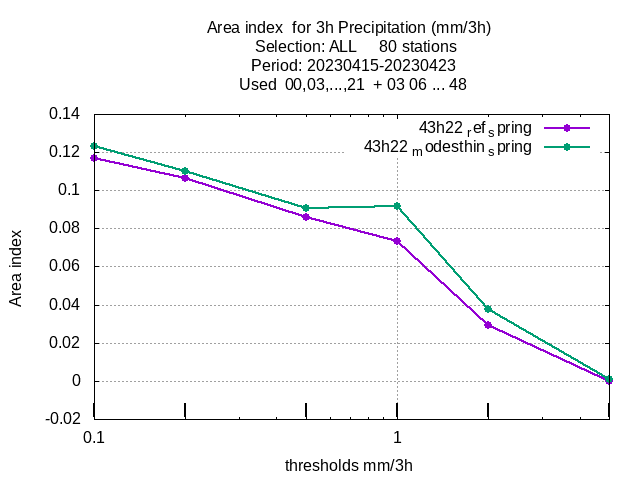 Area index  for 3h Precipitation (mm/3h)
Selection: ALL     80 stations
Period: 20230415-20230423
Used  00,03,...,21  + 03 06 ... 48
43h22 ref spring
43h22 modesthin spring
0.14
0.12
0.1
0.08
0.06
0.04
0.02
0
-0.02
Area index
0.1
1
thresholds mm/3h